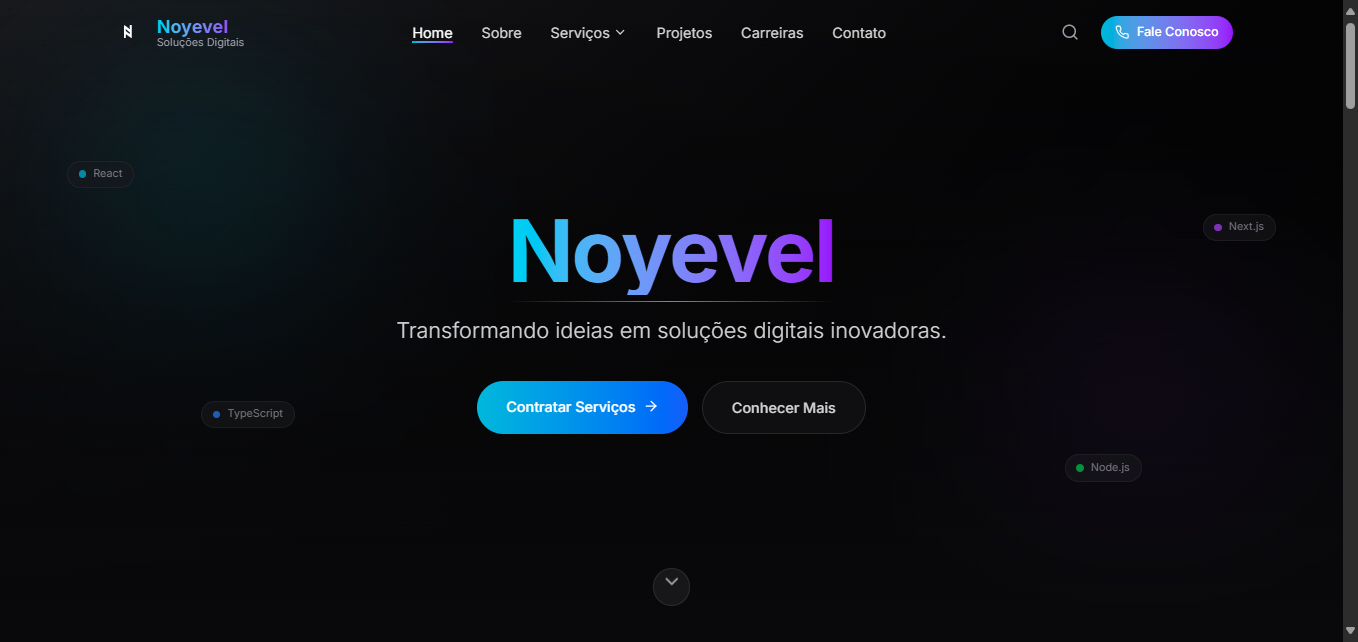 Noyevel
Soluções Digitais
Home
Sobre
Serviços
Projetos
Carreiras
Contato
Fale Conosco
React
Next.js
Noyevel
Transformando ideias em soluções digitais inovadoras.
Contratar Serviços
Conhecer Mais
TypeScript
Node.js